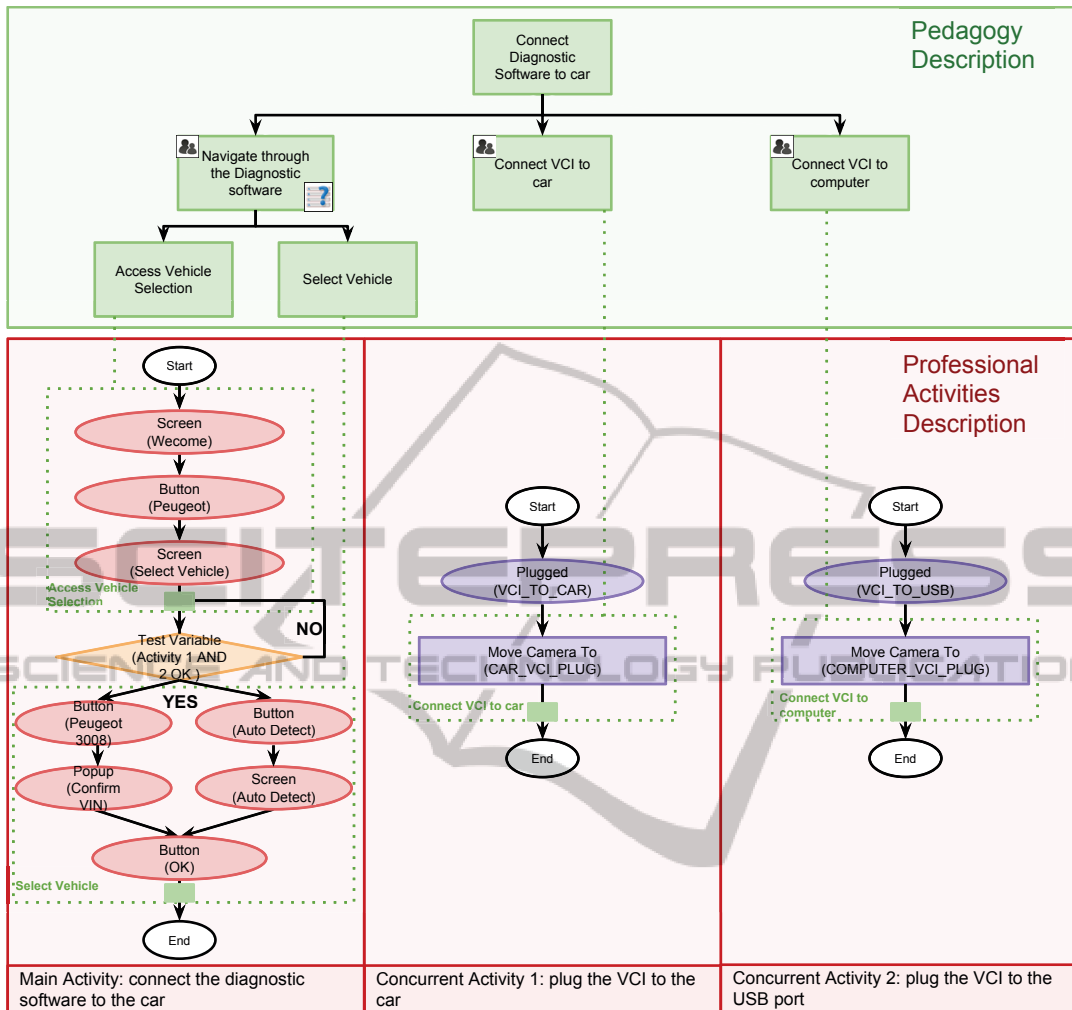 Pedagogy
Description
Connect
Diagnostic
Software to car
Navigate through
the Diagnostic
software
?
Connect VCI to
car
Connect VCI to
computer
Access Vehicle
Selection
Select Vehicle
Professional
Activities
Description
Start
Screen
(Wecome)
Button
(Peugeot)
Screen
(Select Vehicle)
Access Vehicle
Selection
NO
Test Variable
(Activity 1 AND
2 OK )
YES
Button
(Peugeot
3008)
Button
(Auto Detect)
Popup
(Confirm
VIN)
Screen
(Auto Detect)
Button
(OK)
Select Vehicle
End
Start
Plugged
(VCI_TO_CAR)
Move Camera To
(CAR_VCI_PLUG)
Connect VCI to car
End
Start
Plugged
(VCI_TO_USB)
Move Camera To
(COMPUTER_VCI_PLUG)
Connect VCI to
computer
End
SCITEPRESS
SCIENCE AND TECHNOLOGY PUBLICATIONS
Main Activity: connect the diagnostic
software to the car
Concurrent Activity 1: plug the VCI to the
car
Concurrent Activity 2: plug the VCI to the
USB port